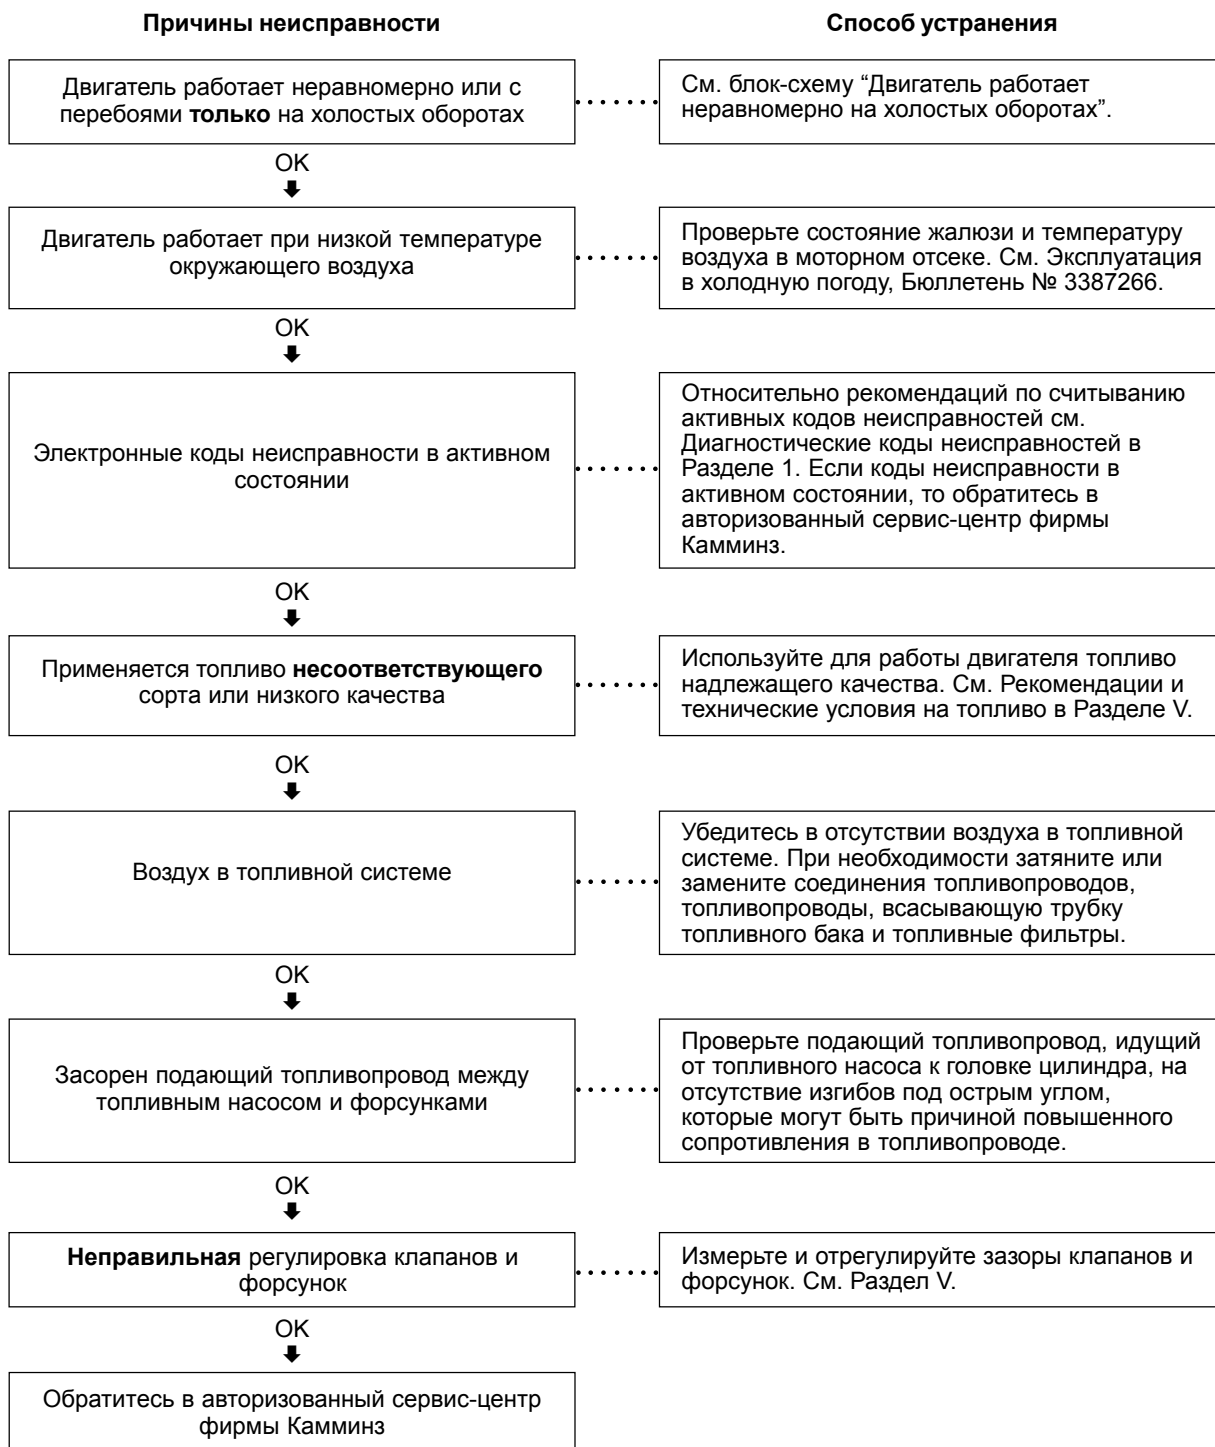 Причины неисправности
Способ устранения
Двигатель работает неравномерно или с
перебоями только на холостых оборотах
См. блок-схему “Двигатель работает
неравномерно на холостых оборотах”.
OK
Двигатель работает при низкой температуре
окружающего воздуха
Проверьте состояние жалюзи и температуру
воздуха в моторном отсеке. См. Эксплуатация
в холодную погоду, Бюллетень № 3387266.
OK
Электронные коды неисправности в активном
состоянии
Относительно рекомендаций по считыванию
активных кодов неисправностей см.
Диагностические коды неисправностей в
Разделе 1. Если коды неисправности в
активном состоянии, то обратитесь в
авторизованный сервис-центр фирмы
Камминз.
OK
Применяется топливо несоответствующего
сорта или низкого качества
Используйте для работы двигателя топливо
надлежащего качества. См. Рекомендации и
технические условия на топливо в Разделе V.
OK
Воздух в топливной системе
Убедитесь в отсутствии воздуха в топливной
системе. При необходимости затяните или
замените соединения топливопроводов,
топливопроводы, всасывающую трубку
топливного бака и топливные фильтры.
OK
Засорен подающий топливопровод между
топливным насосом и форсунками
Проверьте подающий топливопровод, идущий
от топливного насоса к головке цилиндра, на
отсутствие изгибов под острым углом,
которые могут быть причиной повышенного
сопротивления в топливопроводе.
OK
Неправильная регулировка клапанов и
форсунок
Измерьте и отрегулируйте зазоры клапанов и
форсунок. См. Раздел V.
OK
Обратитесь в авторизованный сервис-центр
фирмы Камминз